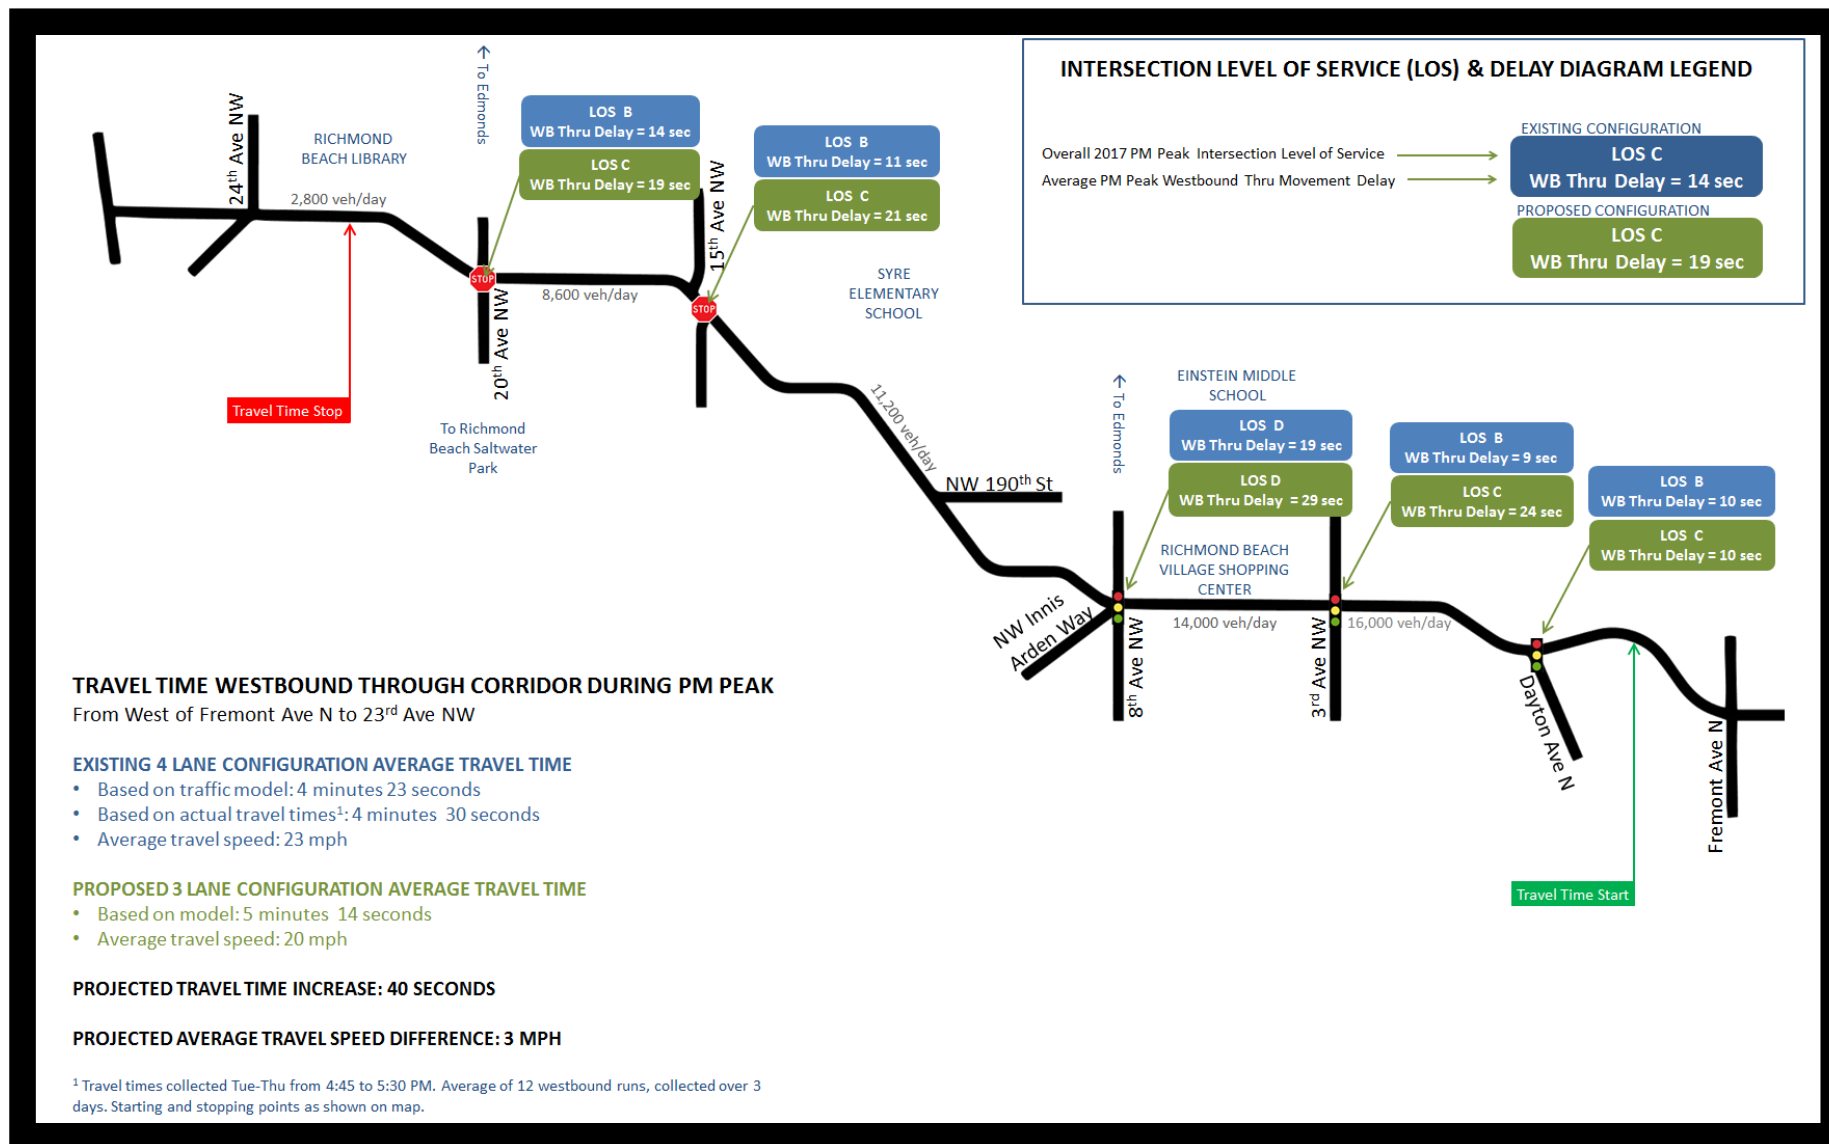 ← To Edmonds
24th Ave NW
RICHMOND
BEACH LIBRARY
2,800 veh/day
LOS B
WB Thru Delay = 14 sec
LOS C
WB Thru Delay = 19 sec
LOS B
WB Thru Delay = 11 sec
LOS C
WB Thru Delay = 21 sec
15th Ave NW
STOP
8,600 veh/day
STOP
20th Ave NW
SYRE
ELEMENTARY
SCHOOL
Travel Time Stop
To Richmond
Beach Saltwater
Park
11,200 veh/day
NW 190th St
INTERSECTION LEVEL OF SERVICE (LOS) & DELAY DIAGRAM LEGEND
EXISTING CONFIGURATION
Overall 2017 PM Peak Intersection Level of Service
LOS C
Average PM Peak Westbound Thru Movement Delay
WB Thru Delay = 14 sec
PROPOSED CONFIGURATION
LOS C
WB Thru Delay = 19 sec
← To Edmonds
EINSTEIN MIDDLE
SCHOOL
LOS D
WB Thru Delay = 19 sec
LOS D
WB Thru Delay = 29 sec
LOS B
WB Thru Delay = 9 sec
LOS C
WB Thru Delay = 24 sec
LOS B
WB Thru Delay = 10 sec
LOS C
WB Thru Delay = 10 sec
RICHMOND BEACH
VILLAGE SHOPPING
CENTER
NW Innis
Arden Way
14,000 veh/day
16,000 veh/day
8th Ave NW
3rd Ave NW
Dayton Ave N
Fremont Ave N
Travel Time Start
TRAVEL TIME WESTBOUND THROUGH CORRIDOR DURING PM PEAK
From West of Fremont Ave N to 23rd Ave NW
EXISTING 4 LANE CONFIGURATION AVERAGE TRAVEL TIME
• Based on traffic model: 4 minutes 23 seconds
• Based on actual travel times1: 4 minutes 30 seconds
• Average travel speed: 23 mph
PROPOSED 3 LANE CONFIGURATION AVERAGE TRAVEL TIME
• Based on model: 5 minutes 14 seconds
• Average travel speed: 20 mph
PROJECTED TRAVEL TIME INCREASE: 40 SECONDS
PROJECTED AVERAGE TRAVEL SPEED DIFFERENCE: 3 MPH
1 Travel times collected Tue-Thu from 4:45 to 5:30 PM. Average of 12 westbound runs, collected over 3
days. Starting and stopping points as shown on map.